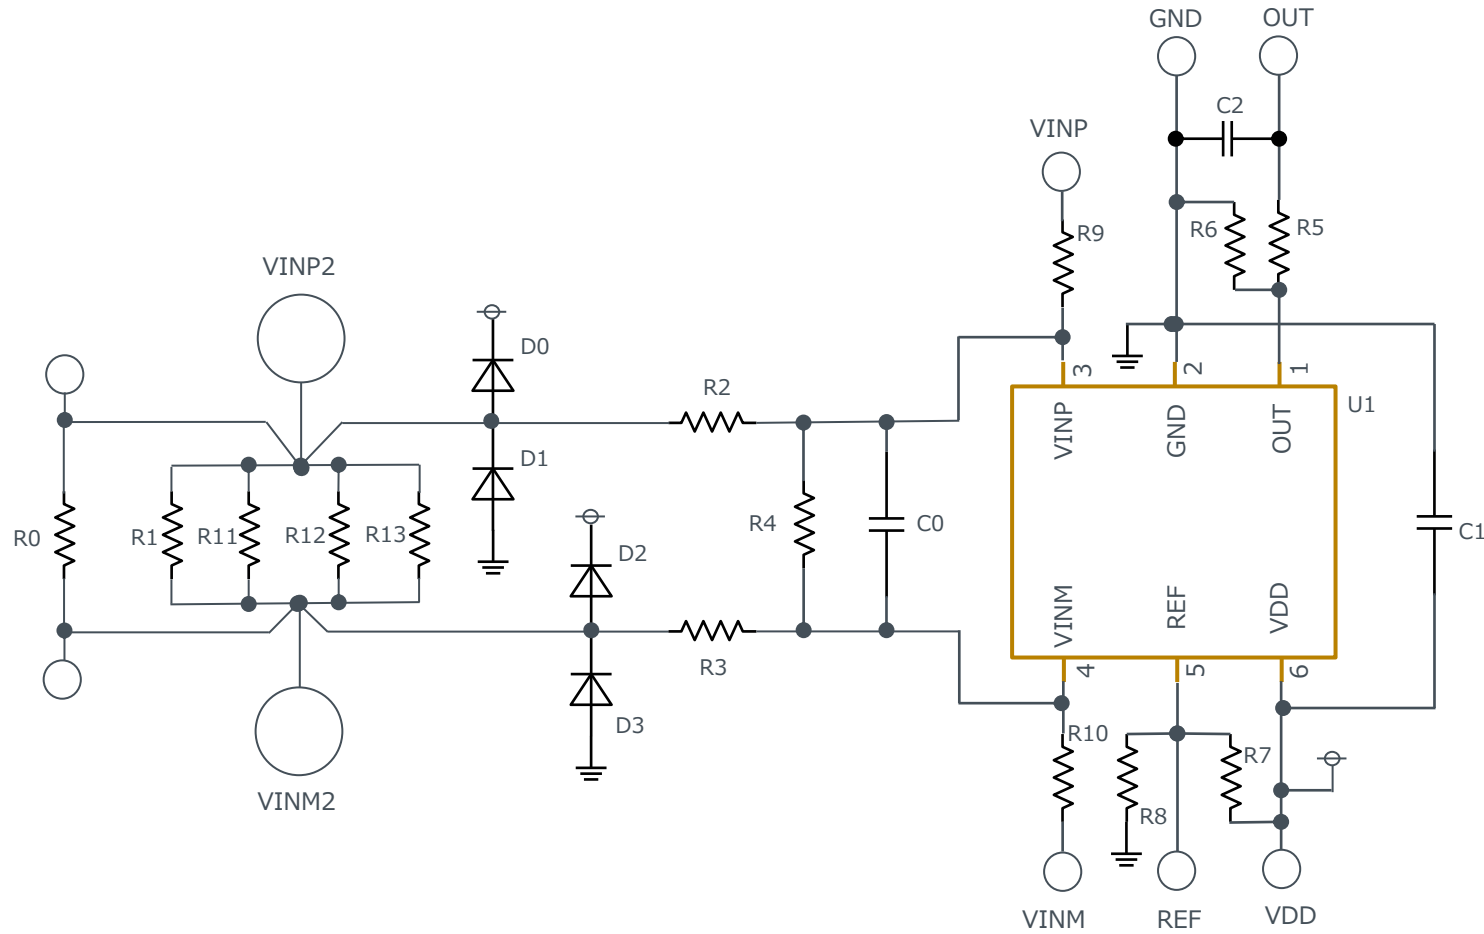 GND OUT
C2
VINP
R9
R6 R5
VINP2
D0
3 2 1
R2
U1
VINP GND OUT
D1
R0 R1 R11 R12 R13
R4 C0 C1
D2
VINM REF VDD
R3
4 5 6
D3
R10
R7
VINM2
R8
VINM REF VDD